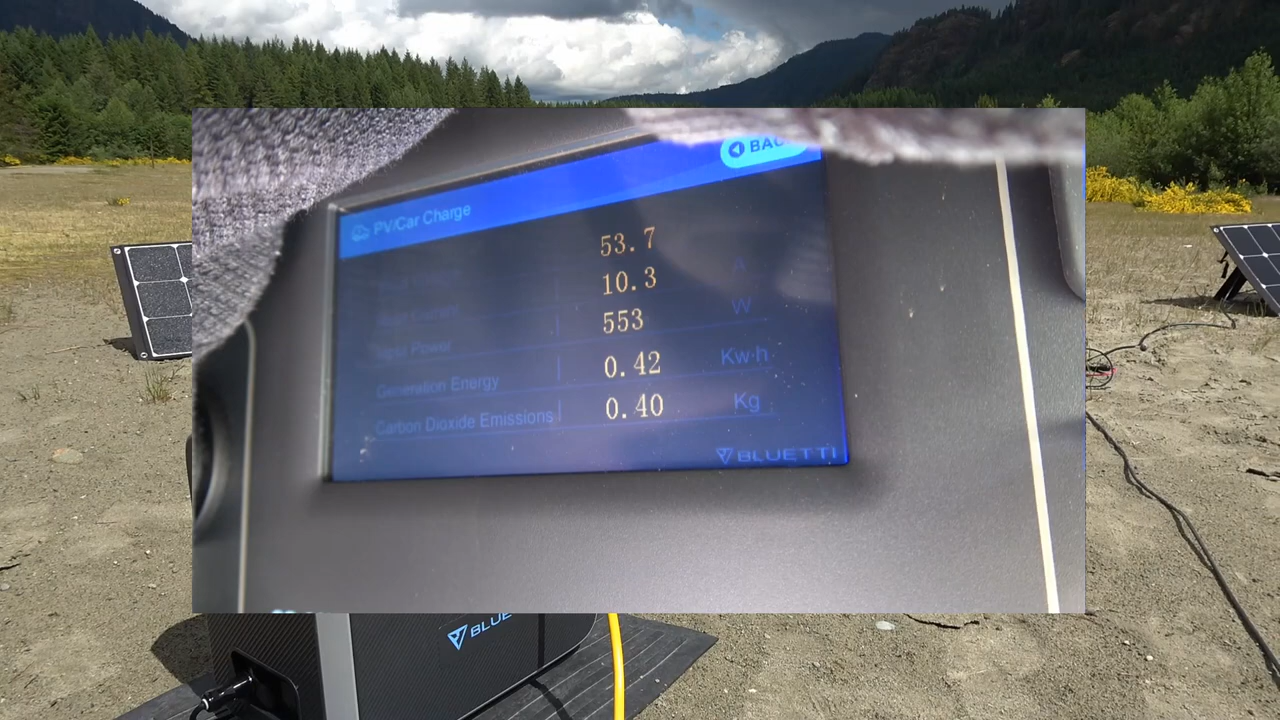 BAC
PV/Car Charge
53.7
10.3 A
Power 553 W
Generation Energy 0.42 Kw·h
Carbon Dioxide Emissions 0.40 Kg
BLUETTI
BLUE